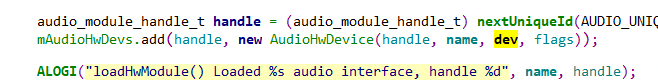 audio_module_handle_t handle = (audio_module_handle_t) nextUniqueId(AUDIO_UNIQ
mAudioHwDevs.add(handle, new AudioHwDevice(handle, name, dev, flags));
ALOGI("loadHwModule() Loaded %s audio interface, handle %d", name, handle);